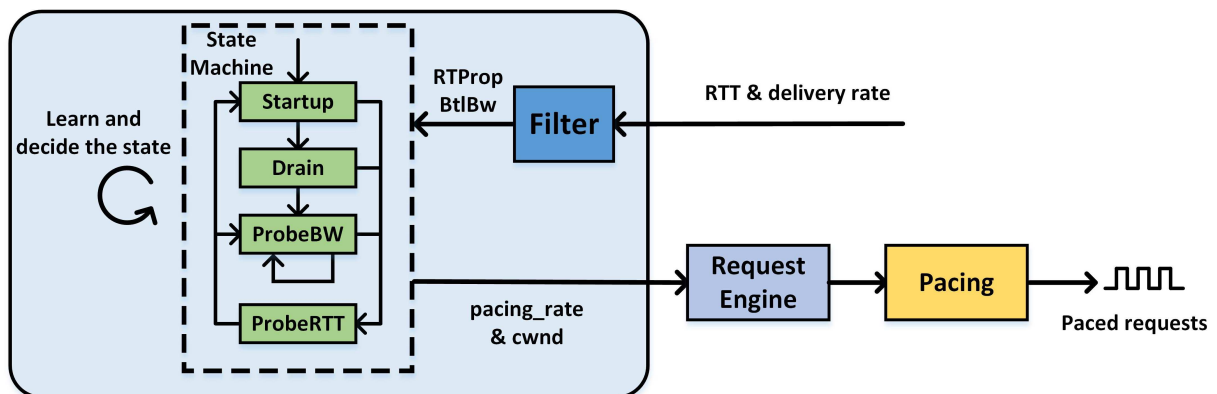 State
Machine
Startup
Drain
ProbeBW
ProbeRTT
Learn and
decide the state
RTProp
BtlBw
Filter
RTT & delivery rate
pacing_rate
& cwnd
Request
Engine
Pacing
Paced requests